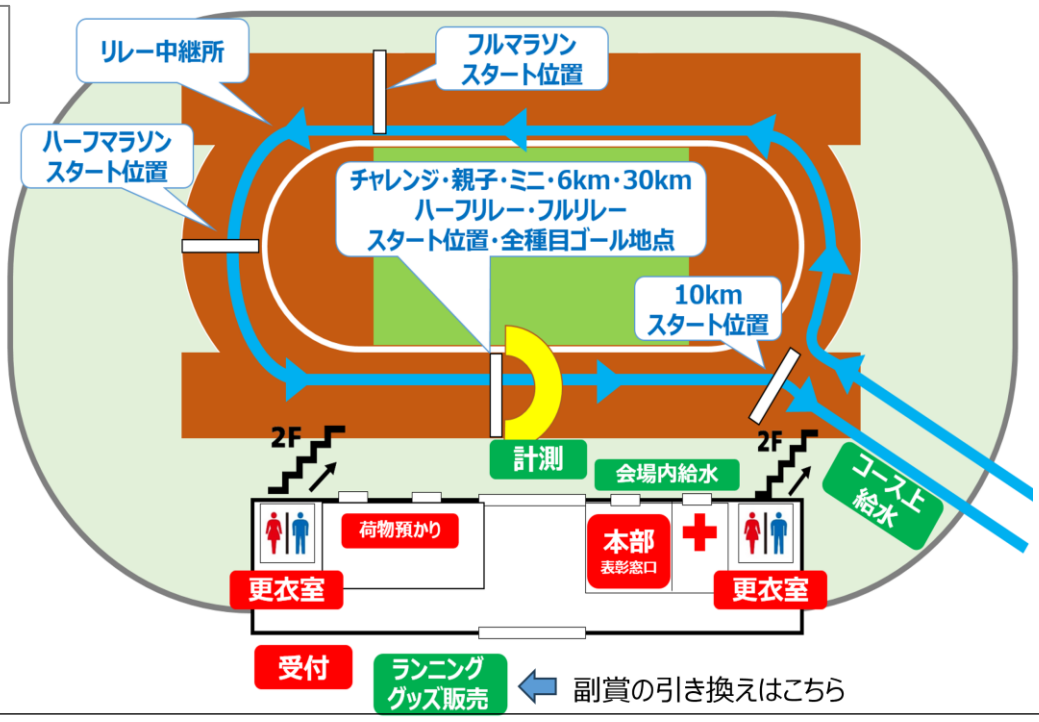 リレー中継所
フルマラソン
スタート位置
ハーフマラソン
スタート位置
チャレンジ・親子・ミニ・6km・30km
ハーフリレー・フルリレー
スタート位置・全種目ゴール地点
10km
スタート位置
2F
計測
会場内給水
2F
コース上
給水
荷物預かり
本部
表彰窓口
更衣室
更衣室
受付
ランニング
グッズ販売
副賞の引き換えはこちら